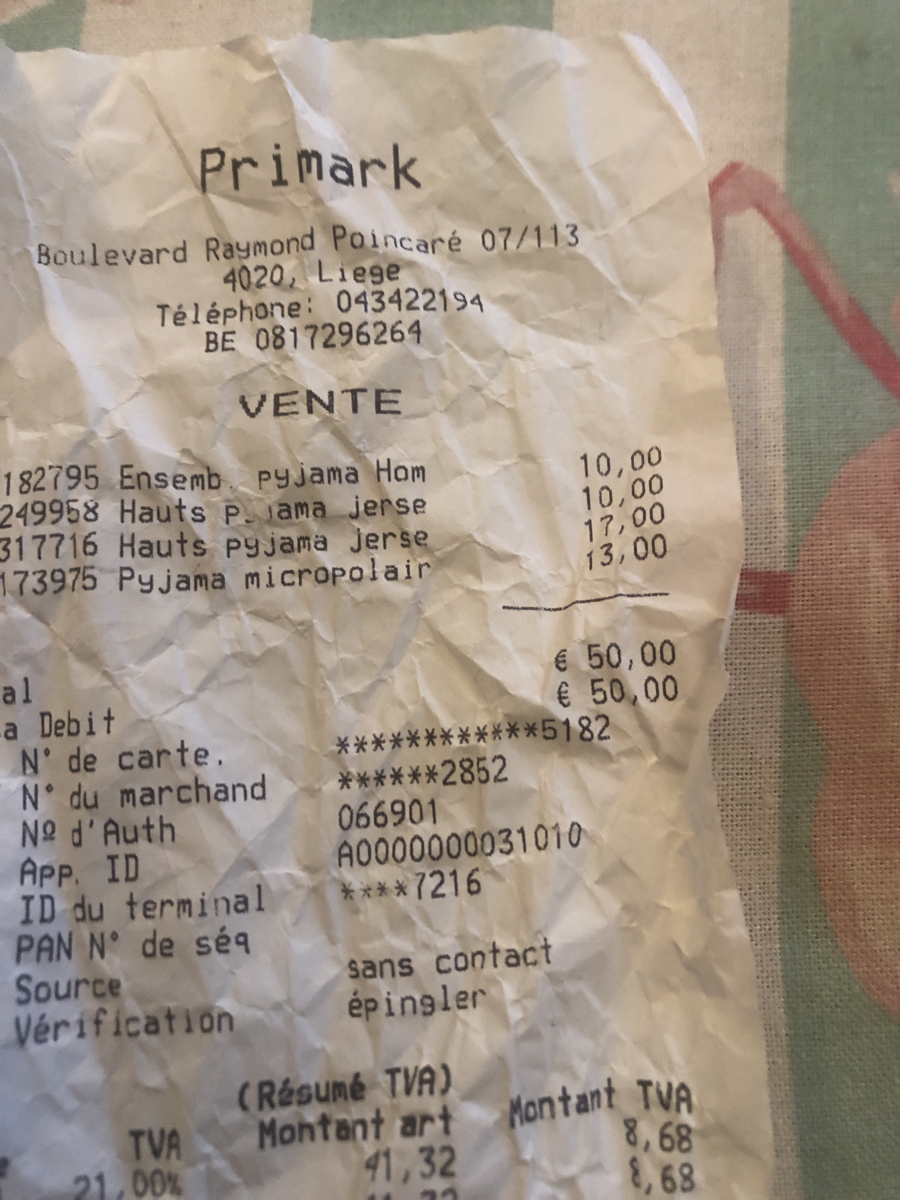 Primark
Boulevard Raymond Poincaré 07/113
4020, Liege
Téléphone: 043422194
BE 0817296264
VENTE
182795 Ensemb. pyjama Hom 10,00
249958 Hauts jerse 10,00
317716 Hauts pyjama jerse 17,00
173975 Pyjama micropolair 13,00
al € 50,00
a Debit € 50,00
N° de carte. ************5182
N° du marchand ******2852
Nº d'Auth 066901
App. ID A0000000031010
ID du terminal ****7216
PAN N° de séq
Source sans contact
Vérification épingler
(Résumé TVA)
TVA Montant art Montant TVA
21,00% 41,32 8,68
8,68